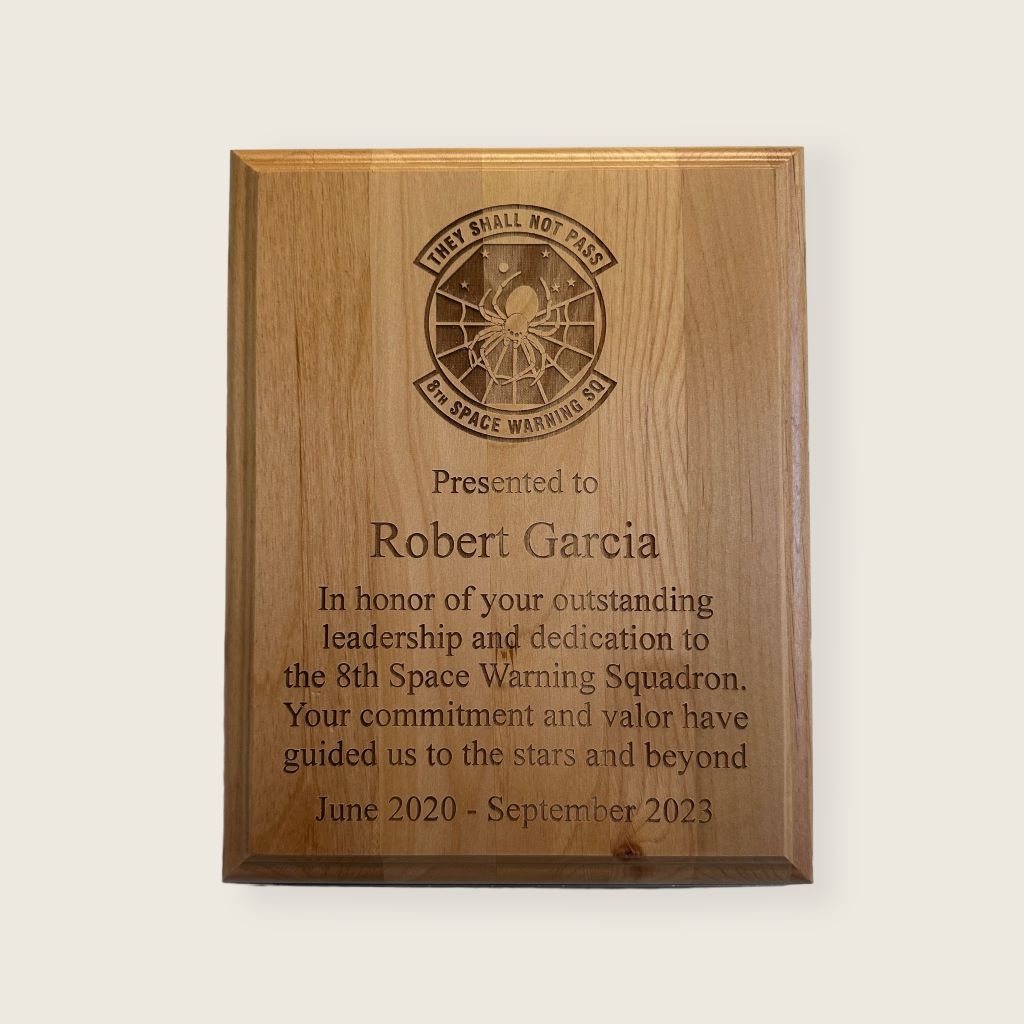 THEY SHALL NOT PASS
8TH SPACE WARNING SQ
Presented to
Robert Garcia
In honor of your outstanding
leadership and dedication to
the 8th Space Warning Squadron.
Your commitment and valor have
guided us to the stars and beyond
June 2020 - September 2023